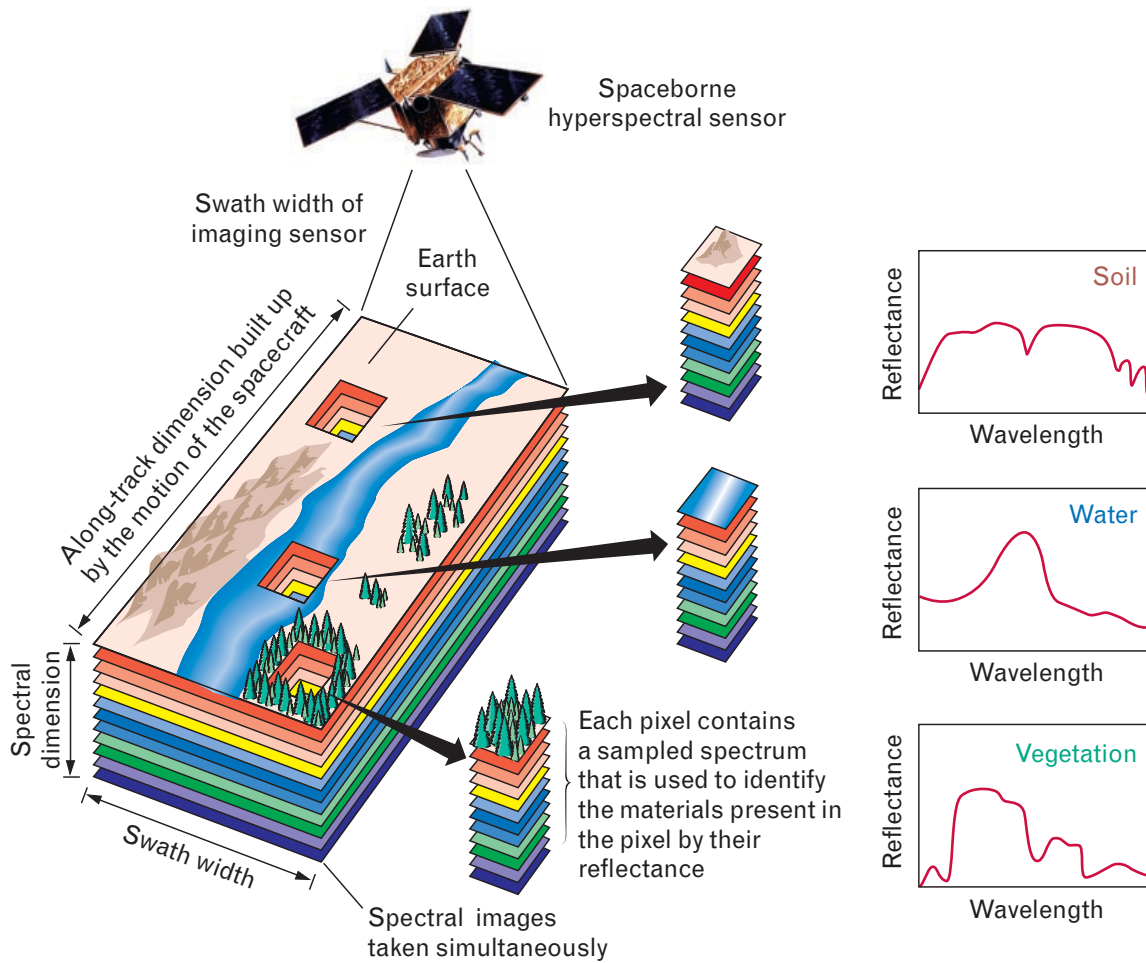 Spaceborne
hyperspectral sensor
Swath width of
imaging sensor
Earth
surface
Along-track dimension built up
by the motion of the spacecraft
Spectral
dimension
Swath width
Spectral images
taken simultaneously
Each pixel contains
a sampled spectrum
that is used to identify
the materials present in
the pixel by their
reflectance
Soil
Reflectance
Wavelength
Water
Reflectance
Wavelength
Vegetation
Reflectance
Wavelength